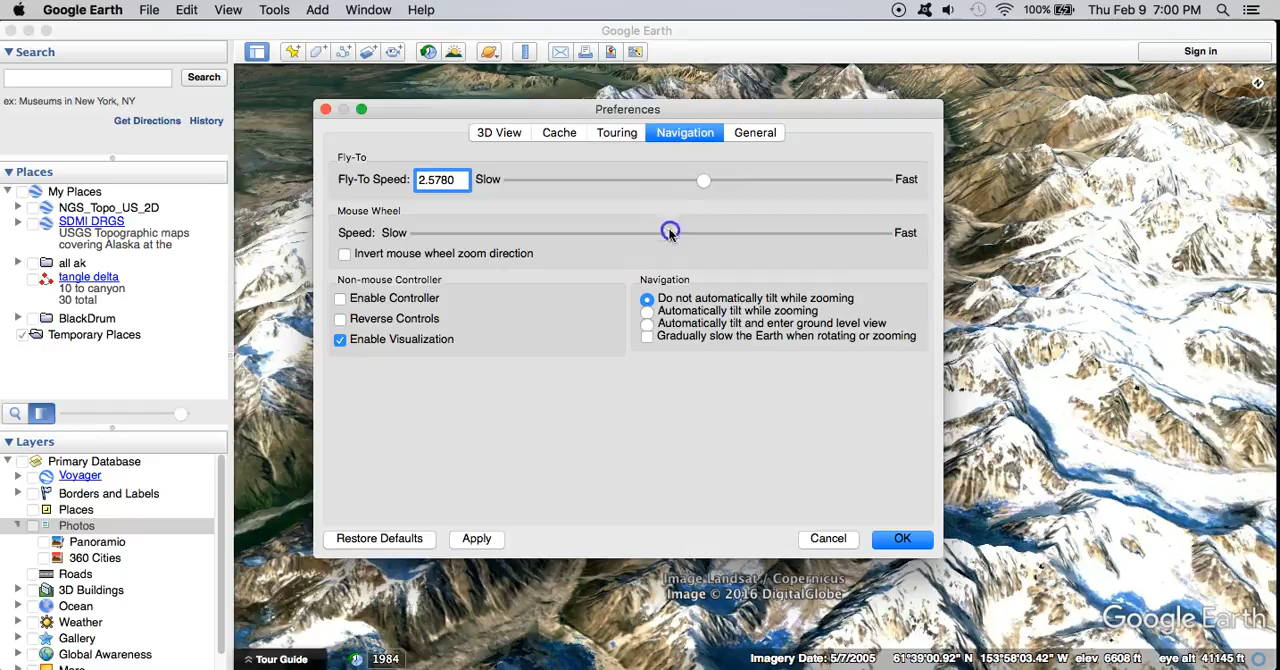 Google Earth File Edit View Tools Add Window Help 100% Thu Feb 9 7:00 PM
Google Earth
Search
Sign in
Search
ex: Museums in New York, NY
Get Directions History
Places
My Places
NGS_Topo_US_2D
SDMI DRGS
USGS Topographic maps
covering Alaska at the
all ak
tangle delta
10 to canyon
30 total
BlackDrum
Temporary Places
Layers
Primary Database
Voyager
Borders and Labels
Places
Photos
Panoramio
360 Cities
Roads
3D Buildings
Ocean
Weather
Gallery
Global Awareness
More
Preferences
3D View Cache Touring Navigation General
Fly-To
Fly-To Speed: 2.5780 Slow Fast
Mouse Wheel
Speed: Slow Fast
Invert mouse wheel zoom direction
Non-mouse Controller
Enable Controller
Reverse Controls
Enable Visualization
Navigation
Do not automatically tilt while zooming
Automatically tilt while zooming
Automatically tilt and enter ground level view
Gradually slow the Earth when rotating or zooming
Restore Defaults Apply Cancel OK
Image Landsat / Copernicus
Image © 2016 DigitalGlobe
Google Earth
Tour Guide 1984 Imagery Date: 5/7/2005 61°39'00.92" N 153°58'03.42" W elev 6608 ft eye alt 41145 ft
N